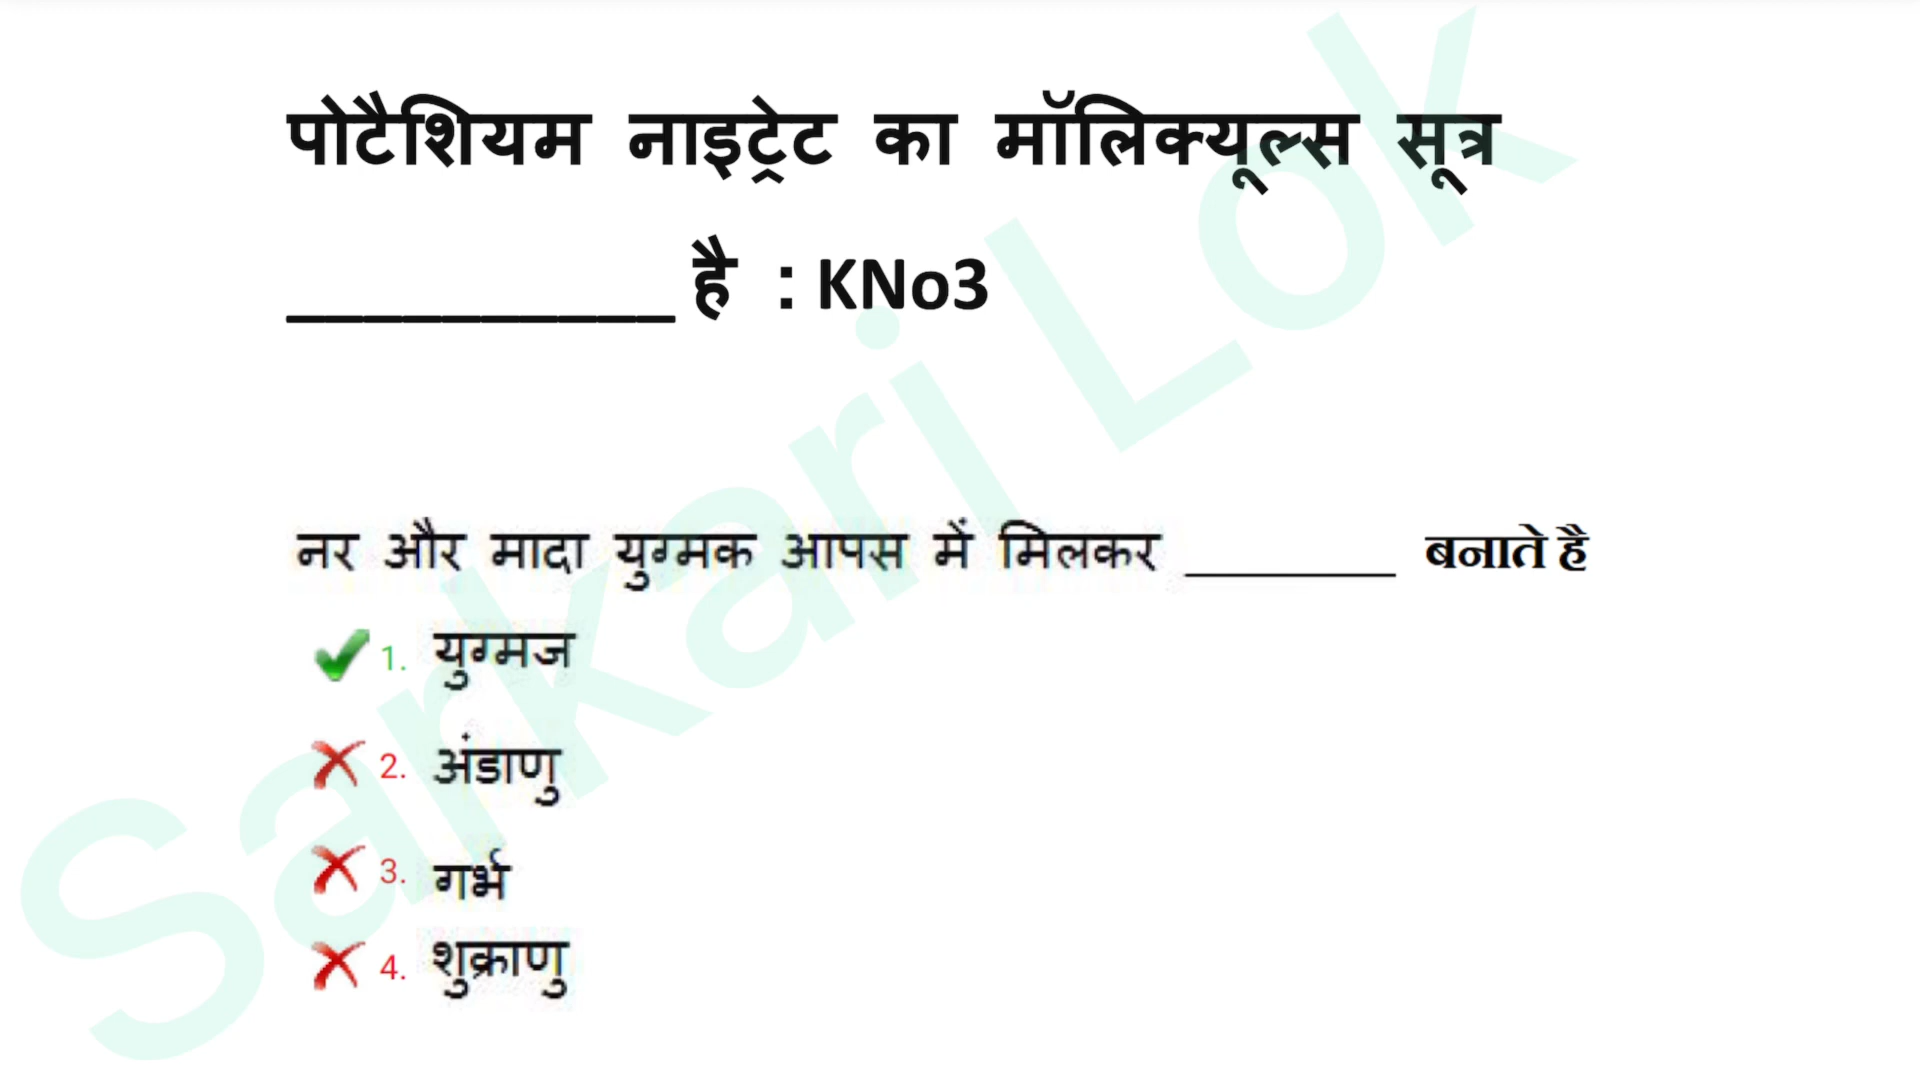 पोटैशियम नाइट्रेट का मॉलिक्यूल्स सूत्र
__________ है : KNo3
नर और मादा युग्मक आपस में मिलकर ________ बनाते है
1. युग्मज
2. अंडाणु
3. गर्भ
4. शुक्राणु
Sarkari Lok